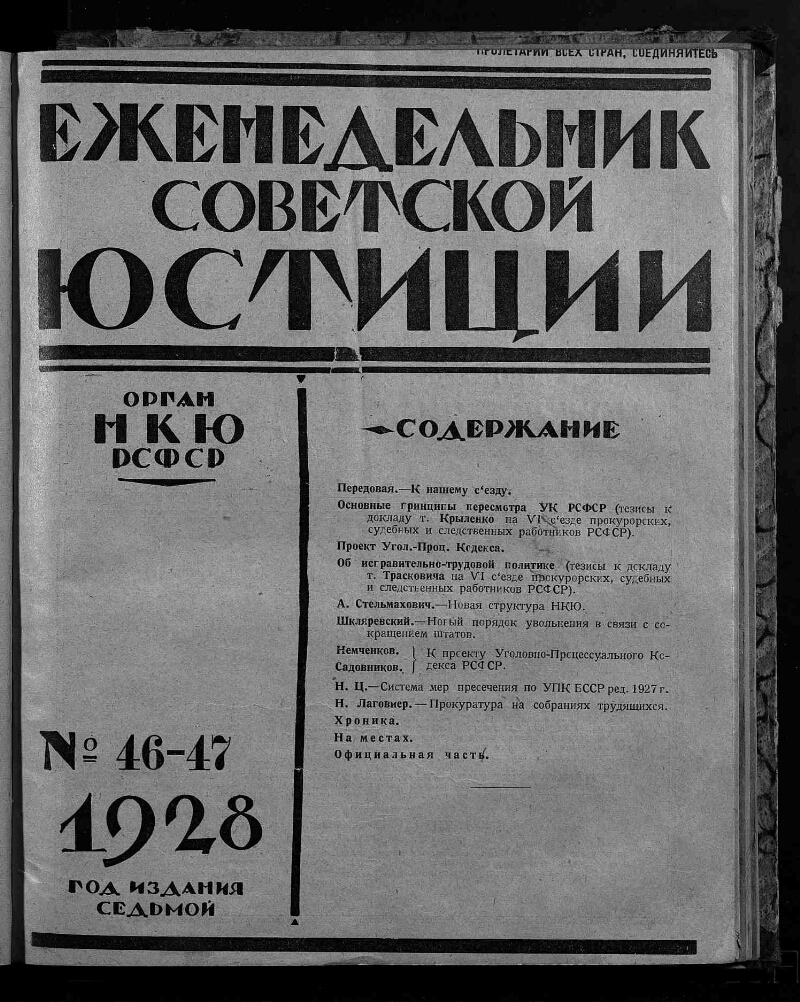 ПРОЛЕТАРИИ ВСЕХ СТРАН, СОЕДИНЯЙТЕСЬ
ЕЖЕНЕДЕЛЬНИК
СОВЕТСКОЙ
ЮСТИЦИИ
ОРГАН
НКЮ
РСФСР
№ 46-47
1928
ГОД ИЗДАНИЯ
СЕДЬМОЙ
СОДЕРЖАНИЕ
Передовая.—К нашему с‘езду.
Основные принципы пересмотра УК РСФСР (тезисы к
докладу т. Крыленко на VI с‘езде прокурорских,
судебных и следственных работников РСФСР).
Проект Угол.-Проц. Кодекса.
Об исправительно-трудовой политике (тезисы к докладу
т. Трасковича на VI с‘езде прокурорских, судебных
и следственных работников РСФСР).
А. Стельмахович.—Новая структура НКЮ.
Шкляревский.—Новый порядок увольнения в связи с со-
кращением штатов.
Немченков. } К проекту Уголовно-Процессуального Ко-
Садовников. } декса РСФСР.
Н. Ц.—Система мер пресечения по УПК БССР ред. 1927 г.
Н. Лаговиер.—Прокуратура на собраниях трудящихся.
Хроника.
На местах.
Официальная часть.